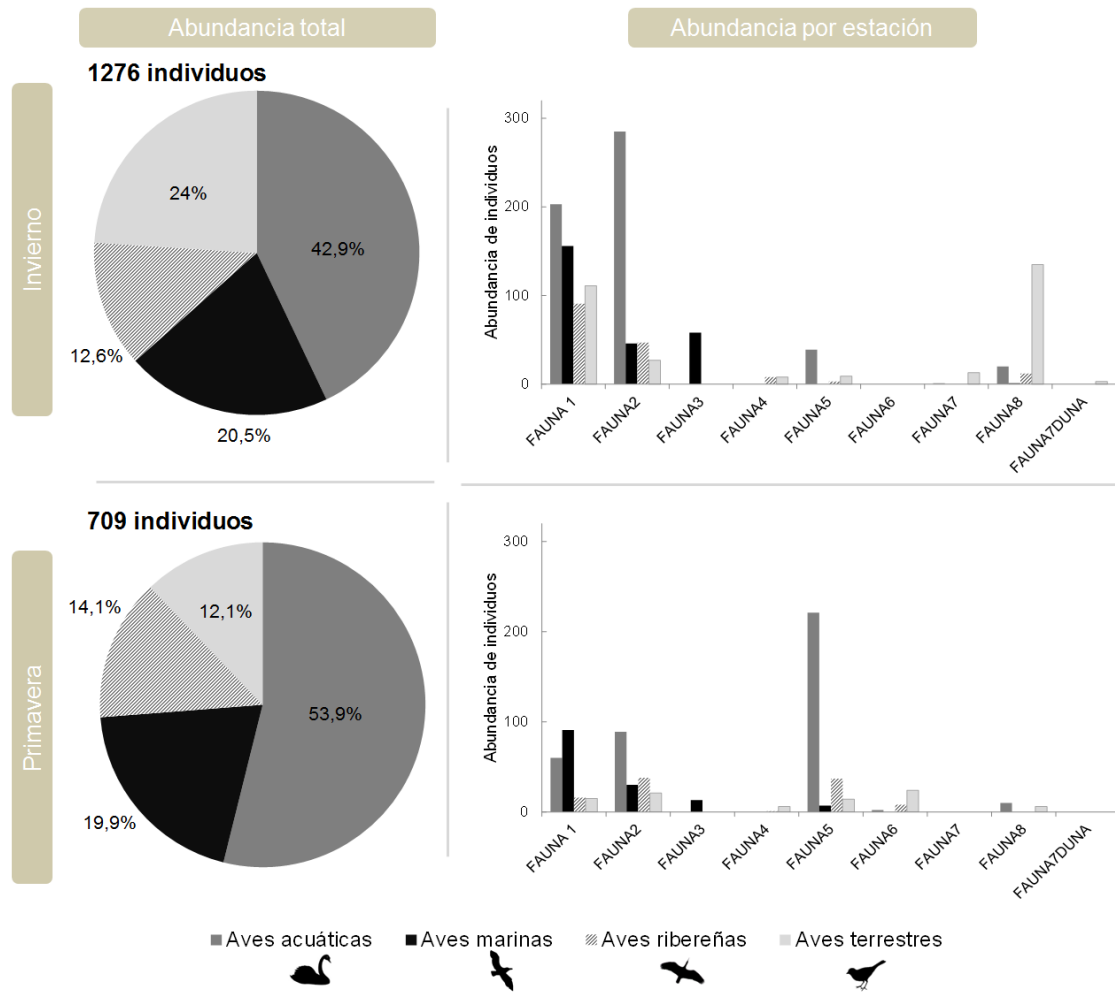 Abundancia total
Abundancia por estación
Invierno
1276 individuos
24%
42,9%
12,6%
20,5%
Abundancia de individuos
300
200
100
0
FAUNA 1
FAUNA2
FAUNA3
FAUNA4
FAUNA5
FAUNA6
FAUNA7
FAUNA8
FAUNA7DUNA
Primavera
709 individuos
14,1%
12,1%
53,9%
19,9%
Abundancia de individuos
300
200
100
0
FAUNA 1
FAUNA2
FAUNA3
FAUNA4
FAUNA5
FAUNA6
FAUNA7
FAUNA8
FAUNA7DUNA
Aves acuáticas
Aves marinas
Aves ribereñas
Aves terrestres